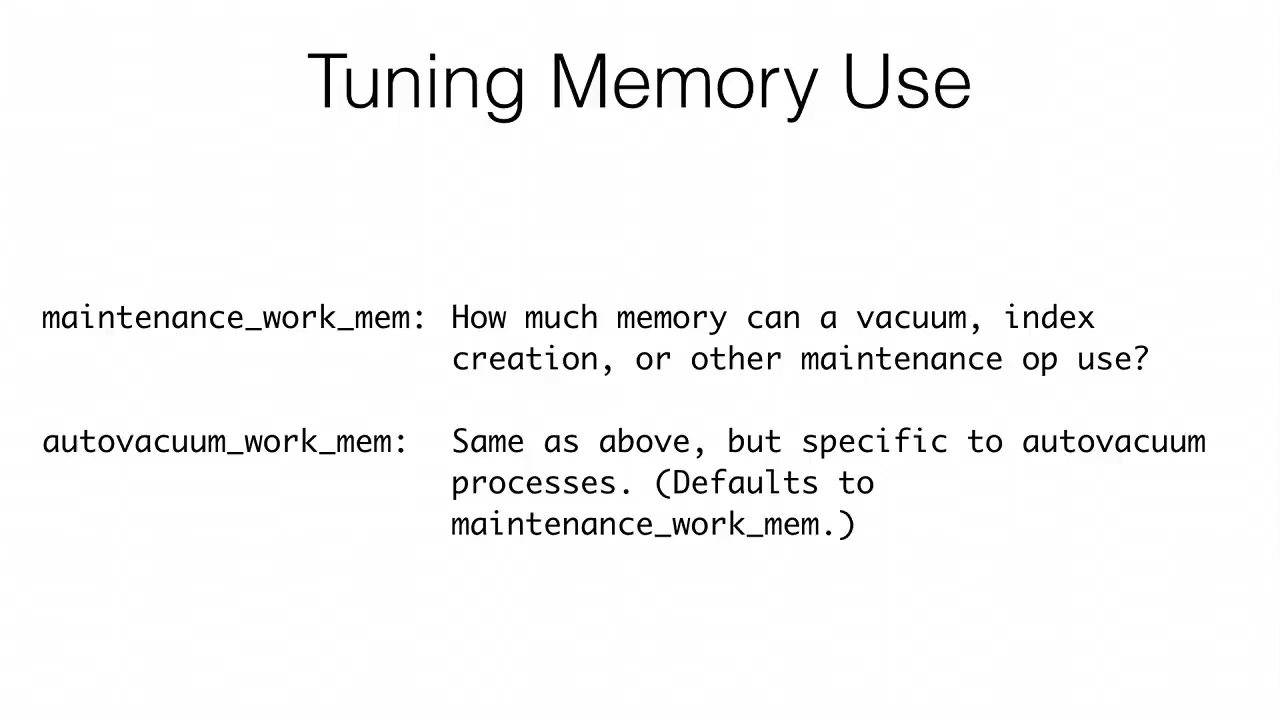 Tuning Memory Use
maintenance_work_mem: How much memory can a vacuum, index
creation, or other maintenance op use?
autovacuum_work_mem: Same as above, but specific to autovacuum
processes. (Defaults to
maintenance_work_mem.)